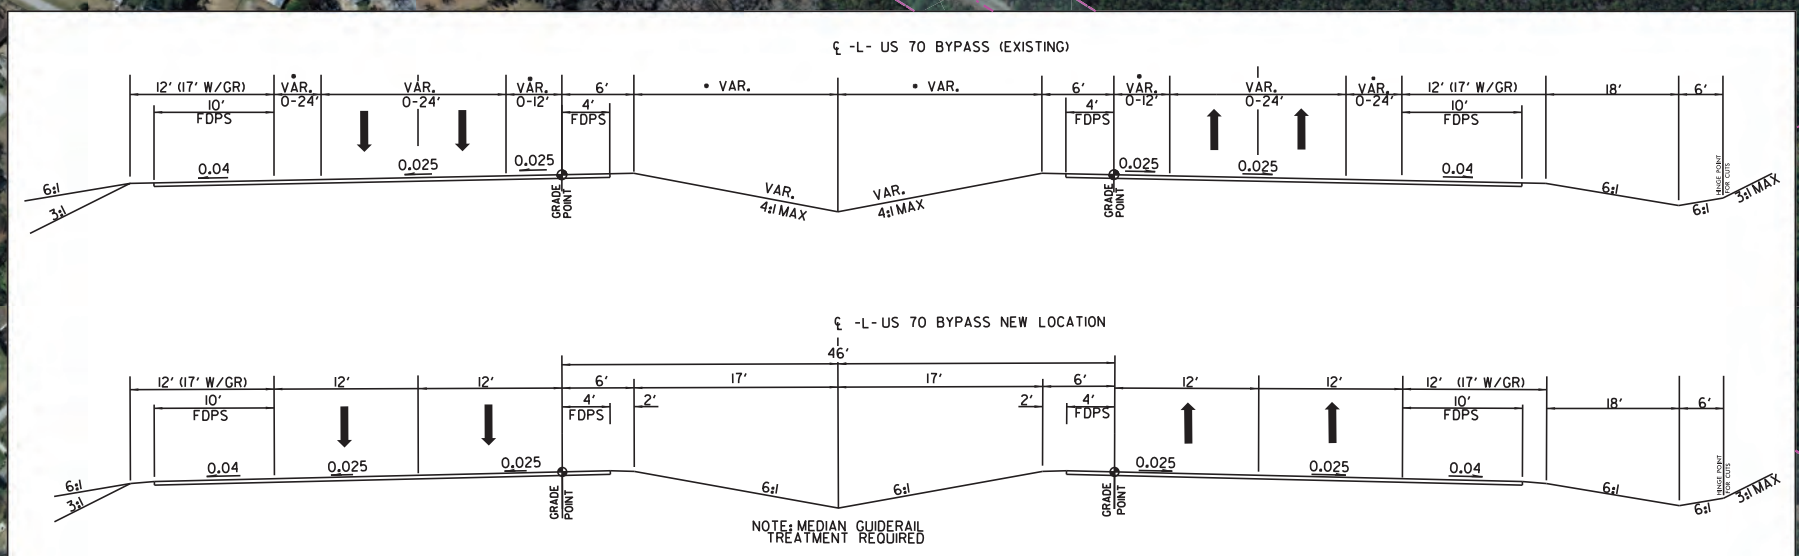 ℄ -L- US 70 BYPASS (EXISTING)
12' (17' W/GR) VAR. VAR. VAR. 6' • VAR. • VAR. 6' VAR. VAR. VAR. 12' (17' W/GR) 18' 6'
0-24' 0-24' 0-12' 0-12' 0-24' 0-24'
10' 4' 4' 10'
FDPS FDPS FDPS FDPS
0.04 0.025 0.025 0.025 0.025 0.04
6:1 3:1 GRADE POINT VAR. 4:1 MAX VAR. 4:1 MAX GRADE POINT 6:1 6:1 HINGE POINT FOR CUTS 3:1 MAX
℄ -L- US 70 BYPASS NEW LOCATION
46'
12' (17' W/GR) 12' 12' 6' 17' 17' 6' 12' 12' 12' (17' W/GR) 18' 6'
10' 4' 2' 2' 4' 10'
FDPS FDPS FDPS FDPS
0.04 0.025 0.025 0.025 0.025 0.04
6:1 3:1 GRADE POINT 6:1 6:1 GRADE POINT 6:1 6:1 HINGE POINT FOR CUTS 3:1 MAX
NOTE: MEDIAN GUIDERAIL
TREATMENT REQUIRED